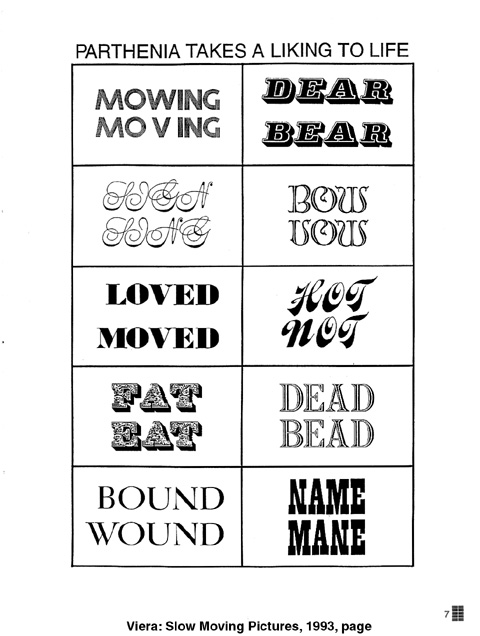 PARTHENIA TAKES A LIKING TO LIFE
MOWING
MO V ING
DEAR
BEAR
SIGN
SING
BOW
VOW
LOVED
MOVED
HOT
NOT
FAT
EAT
DEAD
BEAD
BOUND
WOUND
NAME
MANE
7
Viera: Slow Moving Pictures, 1993, page